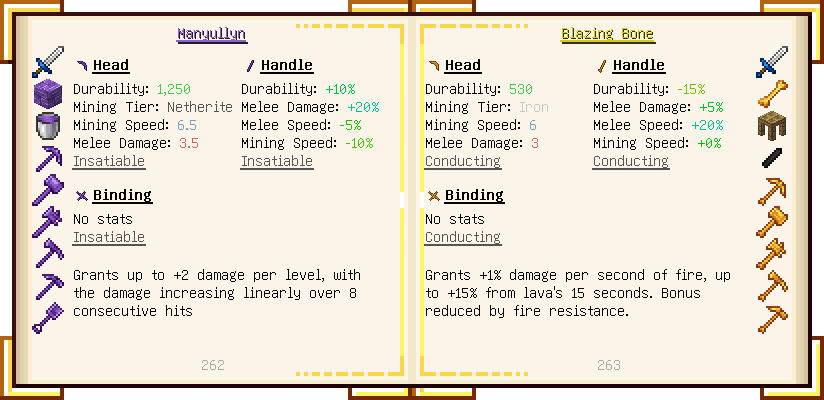 Manyullyn
Head
Durability: 1,250
Mining Tier: Netherite
Mining Speed: 6.5
Melee Damage: 3.5
Insatiable
Handle
Durability: +10%
Melee Damage: +20%
Melee Speed: -5%
Mining Speed: -10%
Insatiable
Binding
No stats
Insatiable
Grants up to +2 damage per level, with
the damage increasing linearly over 8
consecutive hits
262
Blazing Bone
Head
Durability: 530
Mining Tier: Iron
Mining Speed: 6
Melee Damage: 3
Conducting
Handle
Durability: -15%
Melee Damage: +5%
Melee Speed: +20%
Mining Speed: +0%
Conducting
Binding
No stats
Conducting
Grants +1% damage per second of fire, up
to +15% from lava's 15 seconds. Bonus
reduced by fire resistance.
263